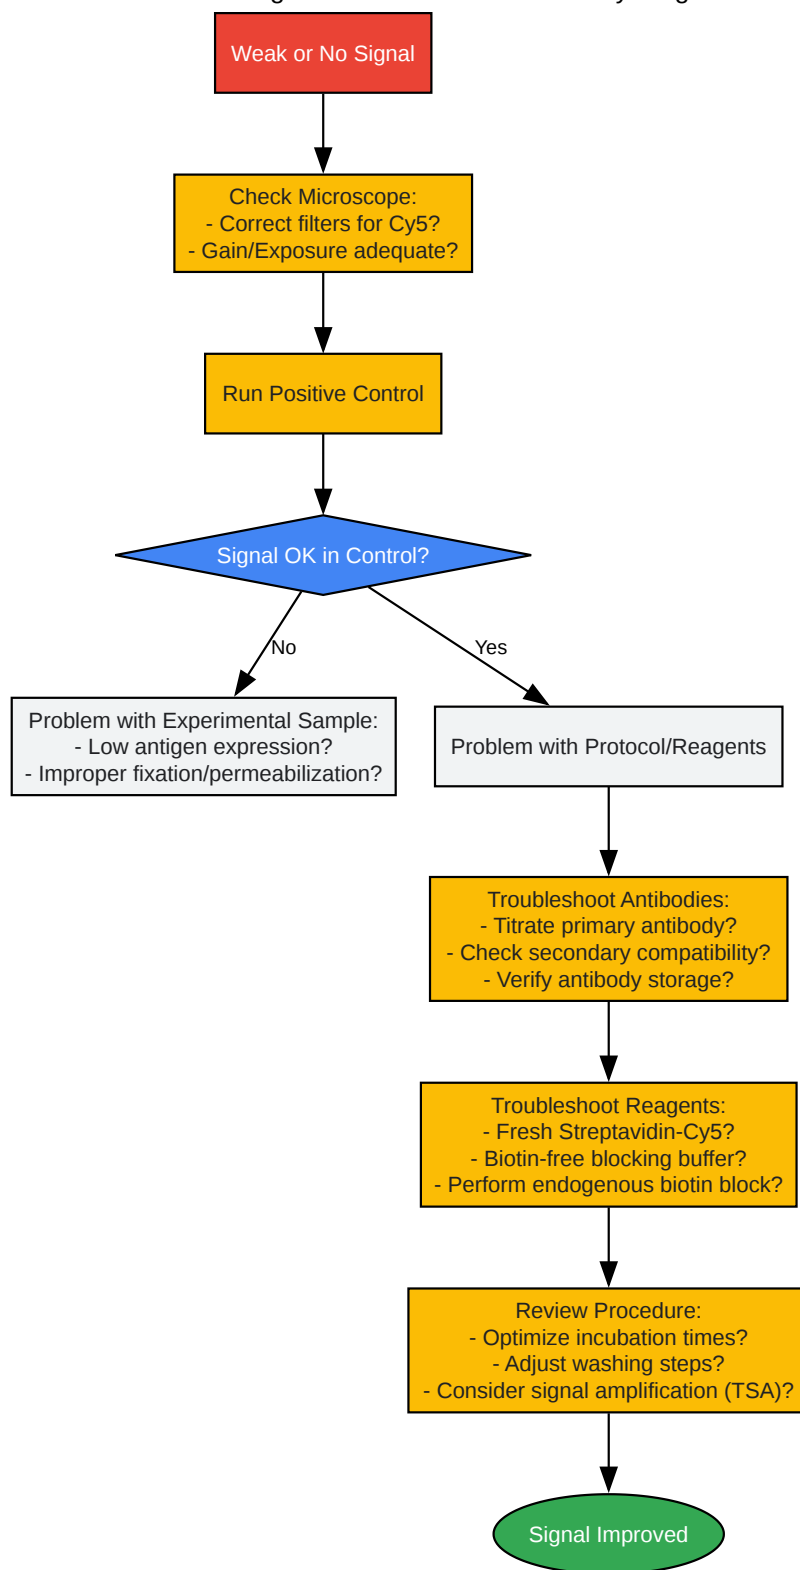 Weak or No Signal
Check Microscope:
- Correct filters for Cy5?
- Gain/Exposure adequate?
Run Positive Control
Signal OK in Control?
No
Yes
Problem with Experimental Sample:
- Low antigen expression?
- Improper fixation/permeabilization?
Problem with Protocol/Reagents
Troubleshoot Antibodies:
- Titrate primary antibody?
- Check secondary compatibility?
- Verify antibody storage?
Troubleshoot Reagents:
- Fresh Streptavidin-Cy5?
- Biotin-free blocking buffer?
- Perform endogenous biotin block?
Review Procedure:
- Optimize incubation times?
- Adjust washing steps?
- Consider signal amplification (TSA)?
Signal Improved